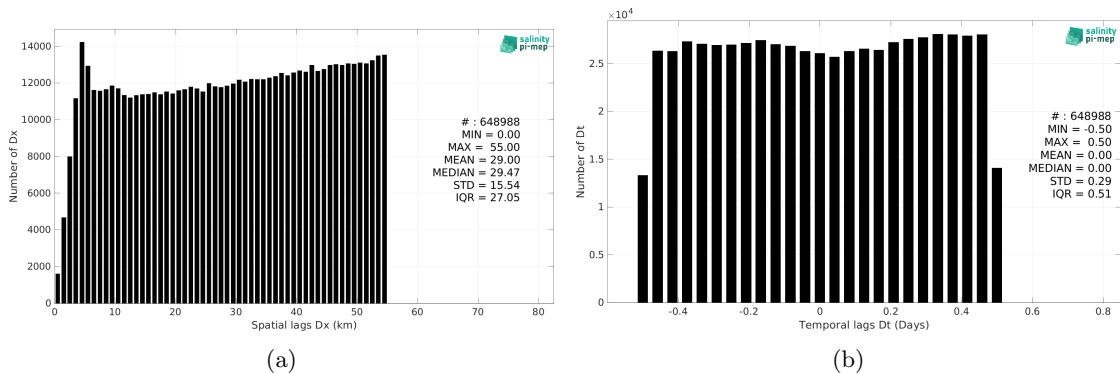 salinity
pi-mep
14000
12000
10000
8000
6000
4000
2000
0
Number of Dx
# : 648988
MIN = 0.00
MAX = 55.00
MEAN = 29.00
MEDIAN = 29.47
STD = 15.54
IQR = 27.05
0 10 20 30 40 50 60 70 80
Spatial lags Dx (km)
(a)
×10⁴
salinity
pi-mep
2.5
2
1.5
1
0.5
0
Number of Dt
# : 648988
MIN = -0.50
MAX = 0.50
MEAN = 0.00
MEDIAN = 0.00
STD = 0.29
IQR = 0.51
-0.4 -0.2 0 0.2 0.4 0.6 0.8
Temporal lags Dt (Days)
(b)